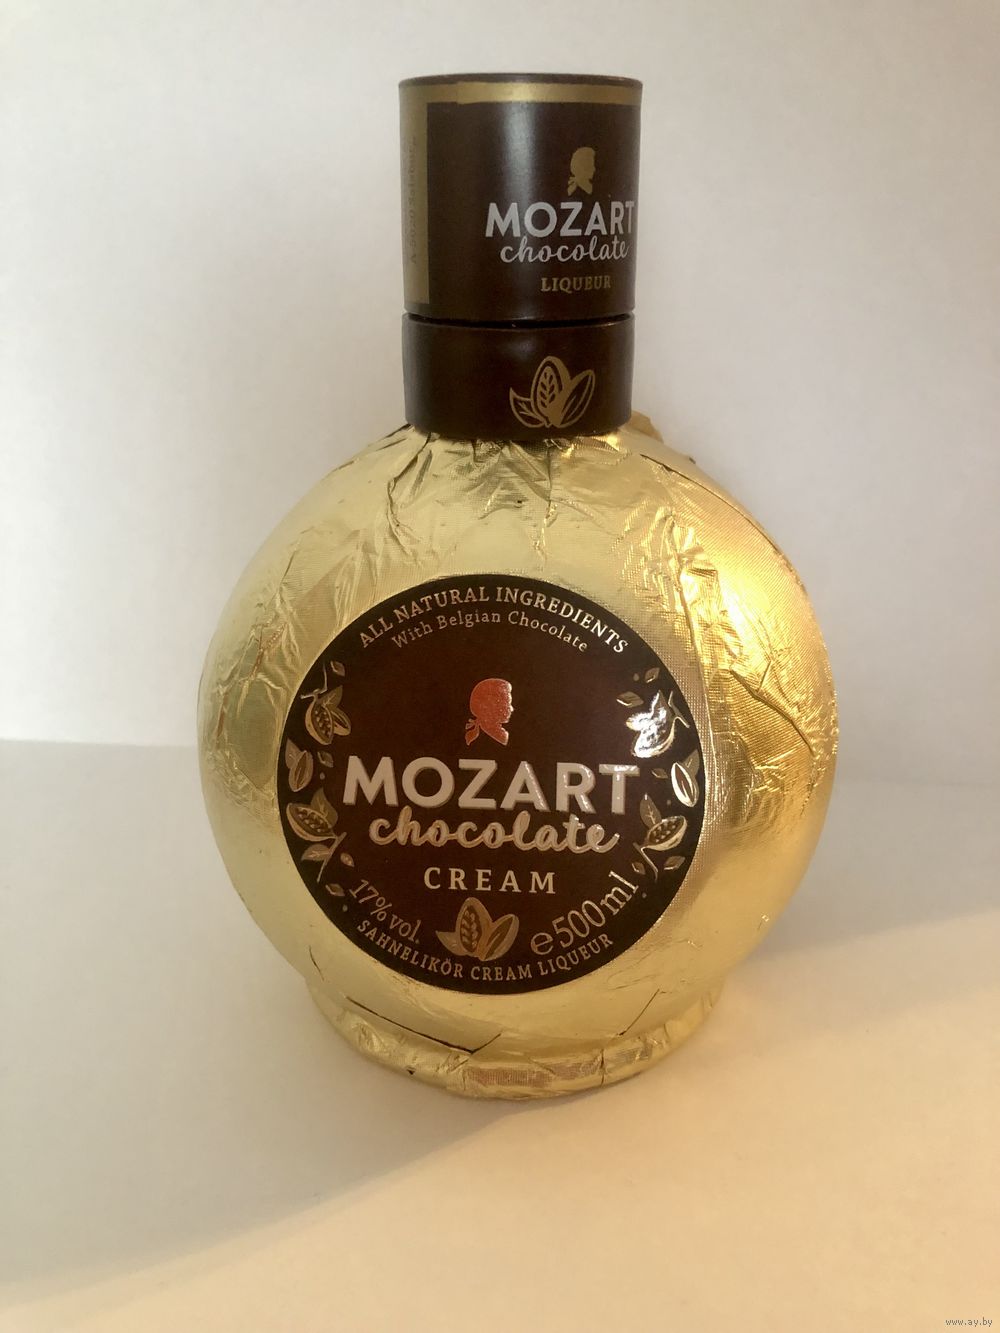 MOZART
chocolate
LIQUEUR
ALL NATURAL INGREDIENTS
With Belgian Chocolate
MOZART
chocolate
CREAM
17% vol.
℮500ml
SAHNELIKÖR CREAM LIQUEUR
www.ay.by